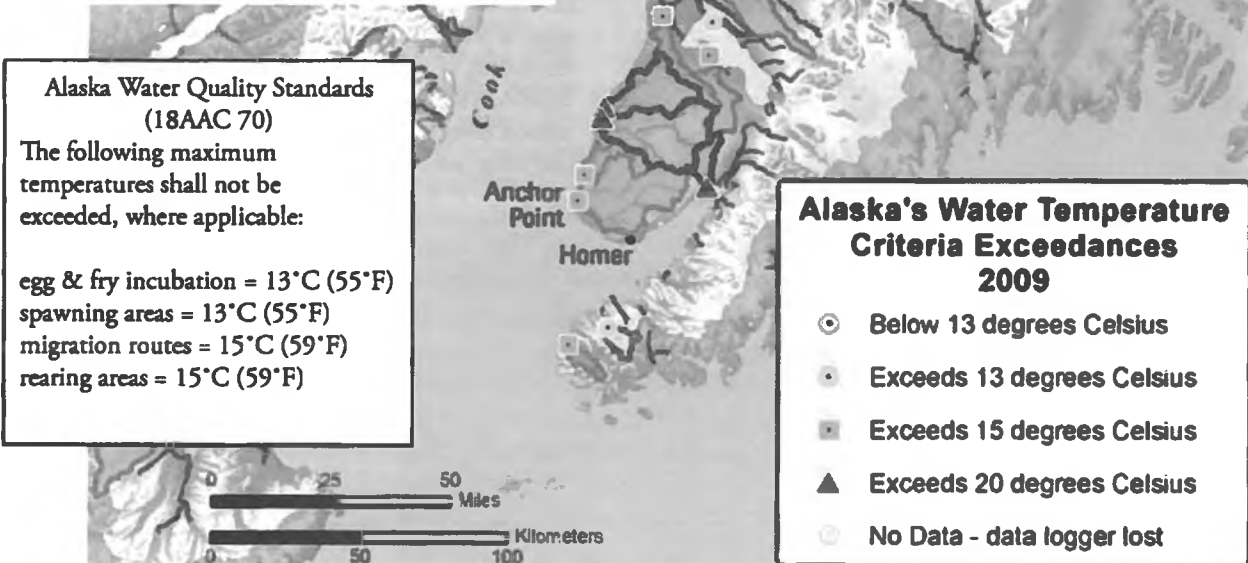 Alaska Water Quality Standards
(18AAC 70)
The following maximum
temperatures shall not be
exceeded, where applicable:
egg & fry incubation = 13°C (55°F)
spawning areas = 13°C (55°F)
migration routes = 15°C (59°F)
rearing areas = 15°C (59°F)
Cook
Anchor
Point
Homer
Alaska's Water Temperature
Criteria Exceedances
2009
Below 13 degrees Celsius
Exceeds 13 degrees Celsius
Exceeds 15 degrees Celsius
Exceeds 20 degrees Celsius
No Data - data logger lost
0 25 50
Miles
Kilometers
0 50 100